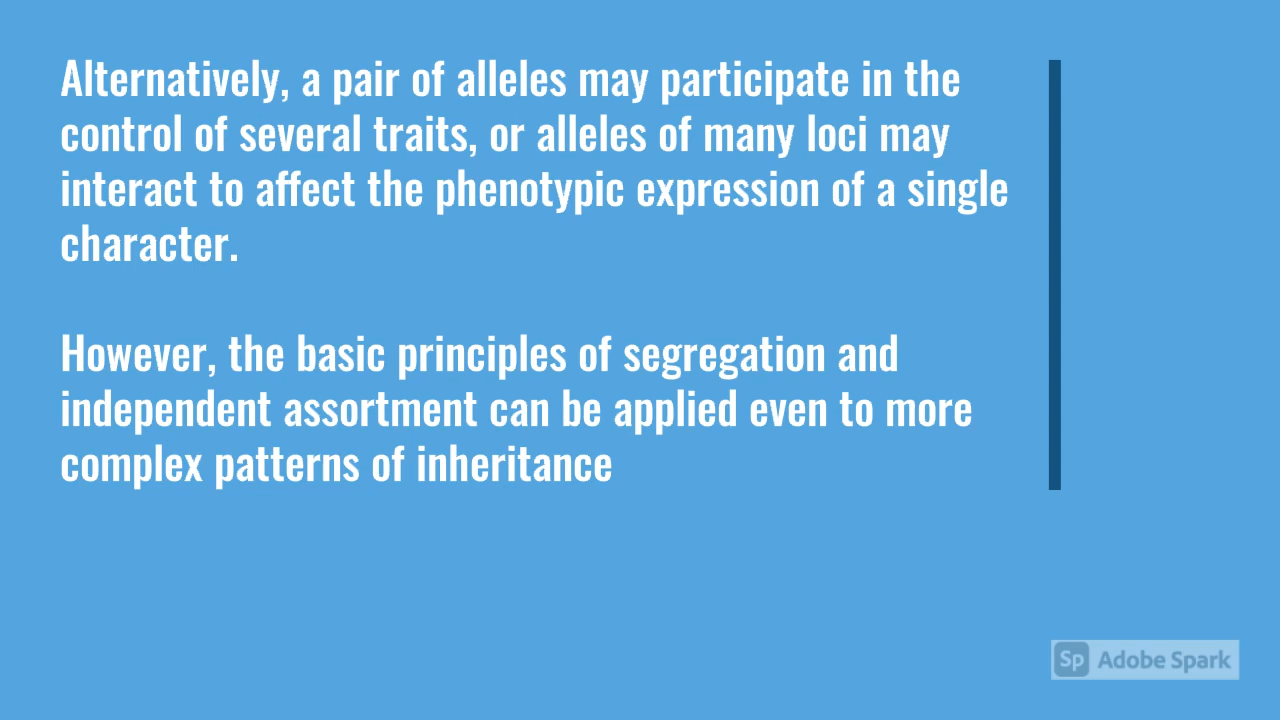 Alternatively, a pair of alleles may participate in the
control of several traits, or alleles of many loci may
interact to affect the phenotypic expression of a single
character.
However, the basic principles of segregation and
independent assortment can be applied even to more
complex patterns of inheritance
Sp Adobe Spark